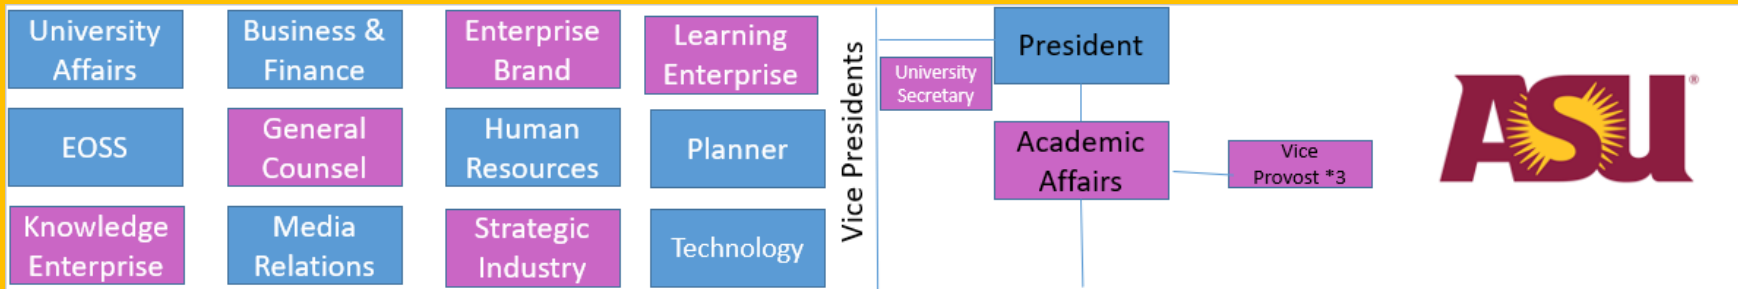 University
Affairs
Business &
Finance
Enterprise
Brand
Learning
Enterprise
EOSS
General
Counsel
Human
Resources
Planner
Knowledge
Enterprise
Media
Relations
Strategic
Industry
Technology
Vice Presidents
President
University
Secretary
Academic
Affairs
Vice
Provost *3
ASU®